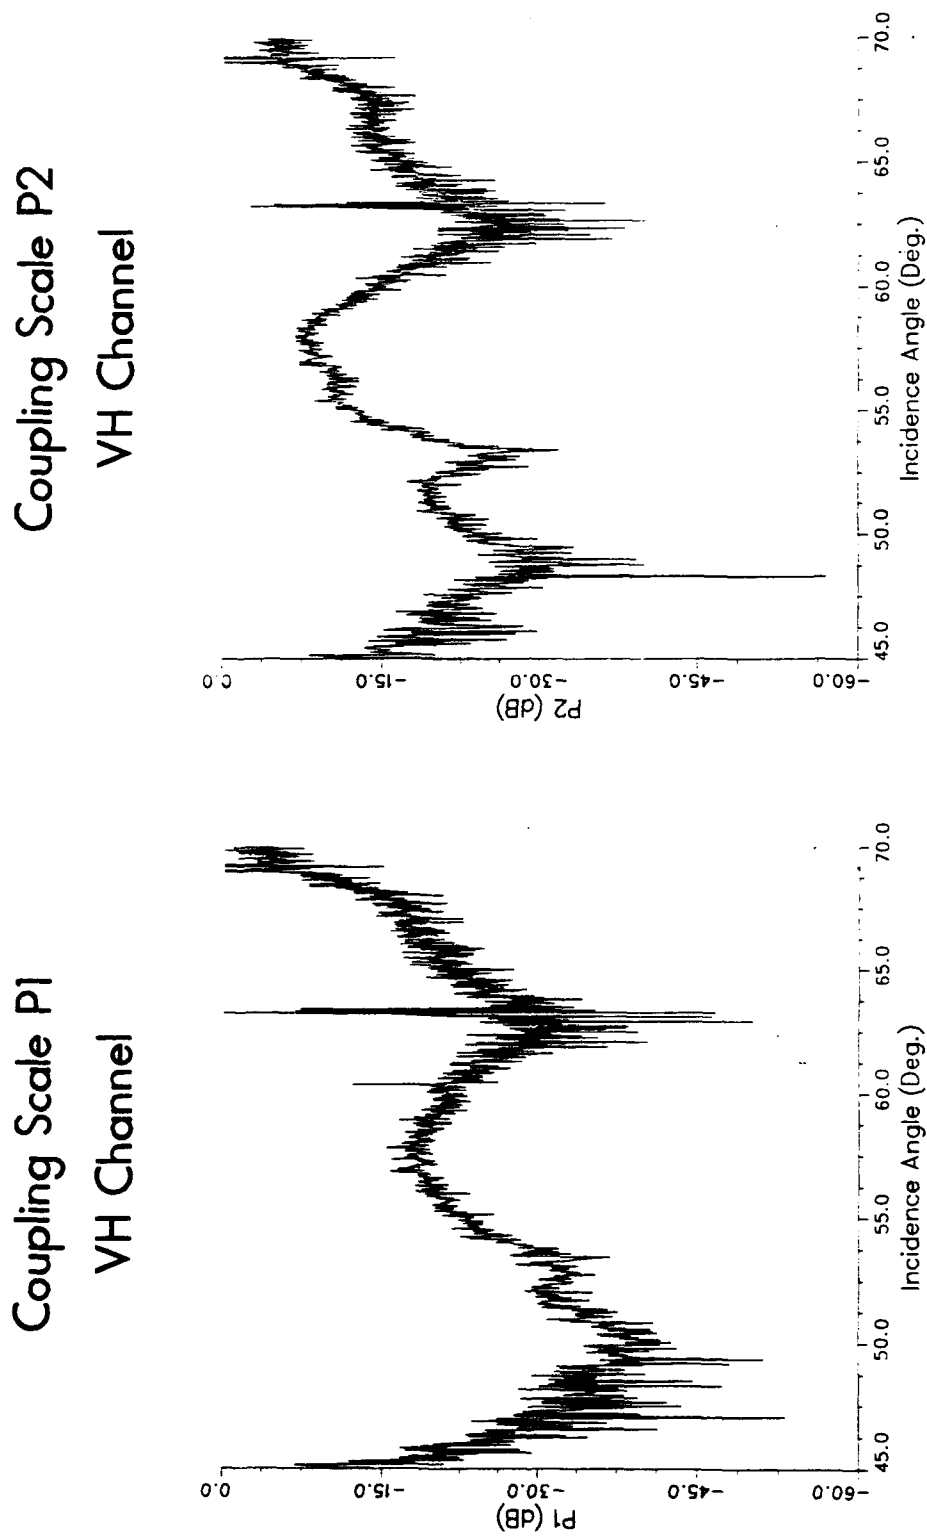 Coupling Scale P1
VH Channel
0.0
-15.0
-30.0
-45.0
-60.0
P1 (dB)
45.0
50.0
55.0
60.0
65.0
70.0
Incidence Angle (Deg.)
Coupling Scale P2
VH Channel
0.0
-15.0
-30.0
-45.0
-60.0
P2 (dB)
45.0
50.0
55.0
60.0
65.0
70.0
Incidence Angle (Deg.)